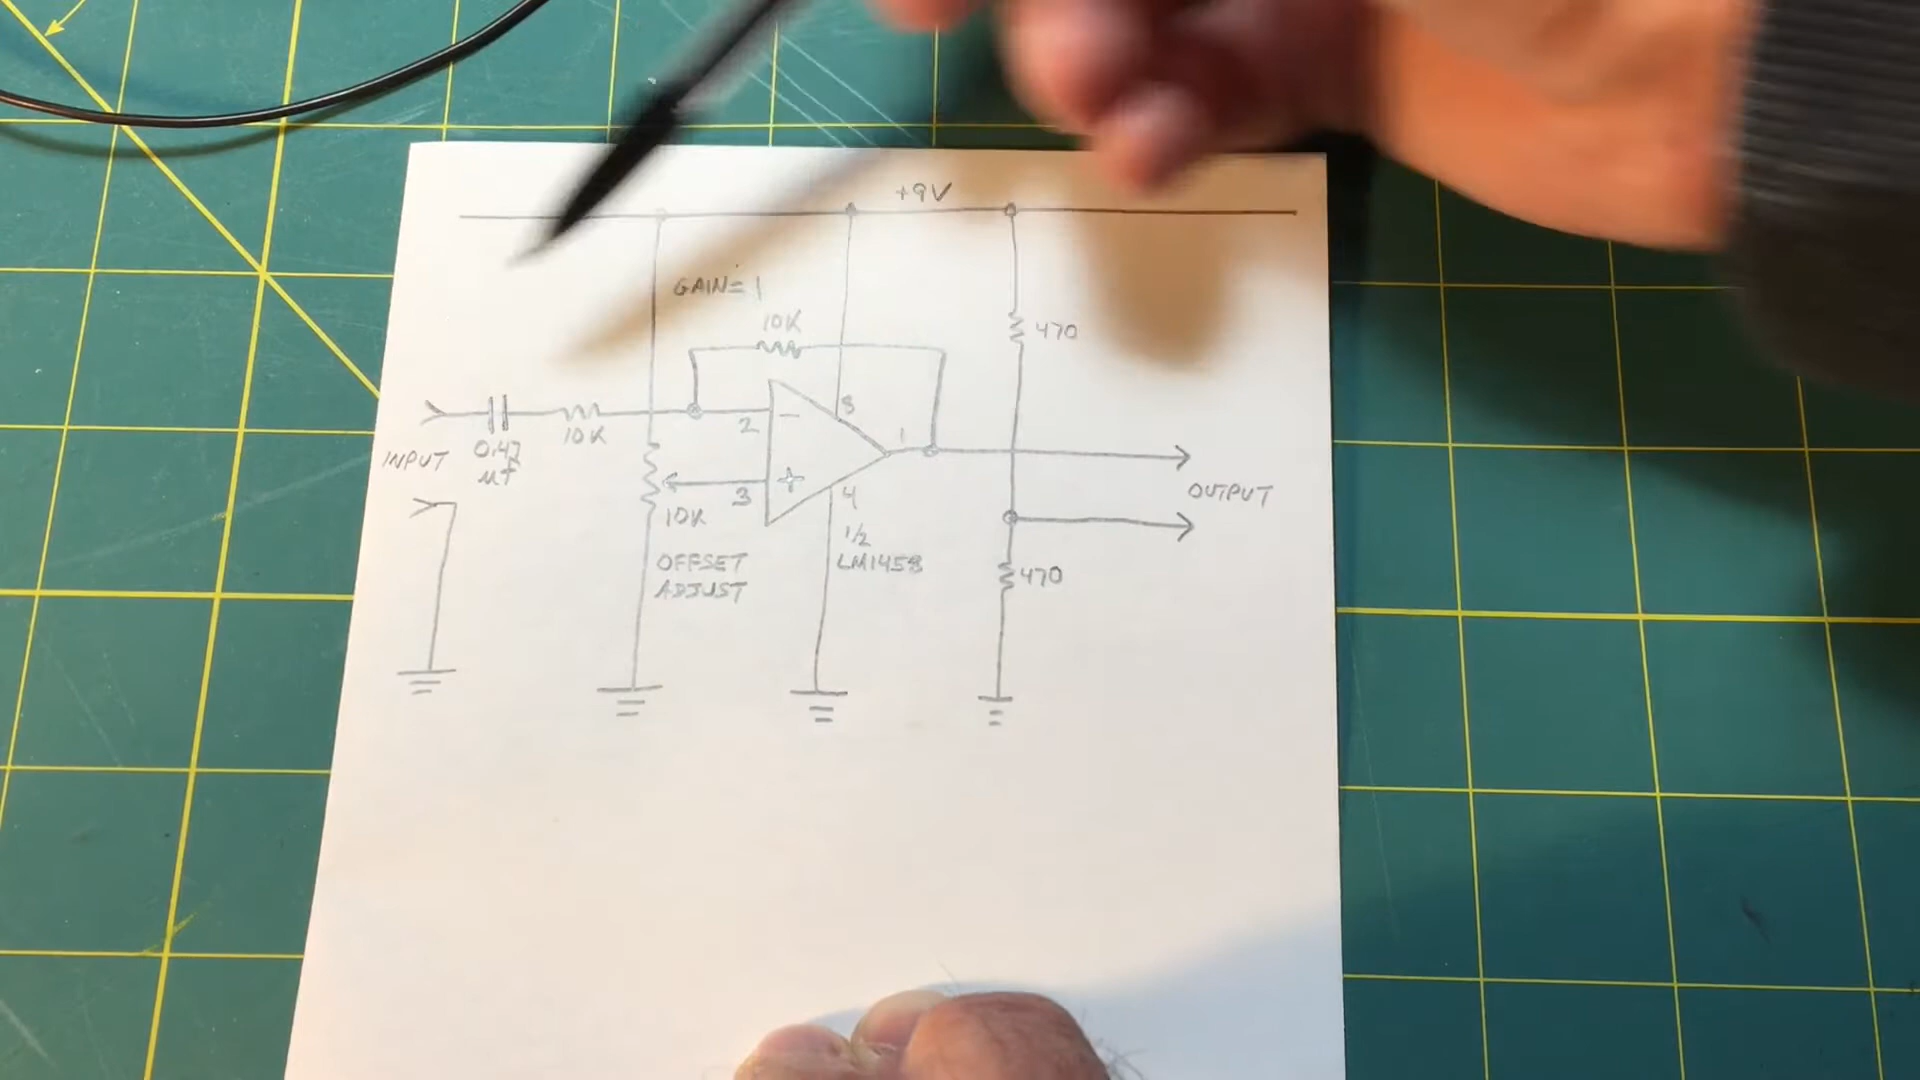 +9V
GAIN=1
10K
470
8
2
1
INPUT
0.47
µf
10K
3
4
10K
OUTPUT
1/2
LM1458
OFFSET
ADJUST
470